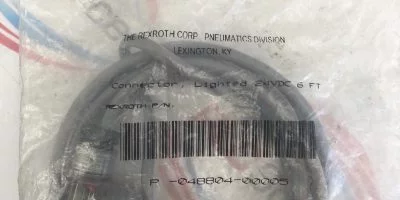 THE REXROTH CORP. PNEUMATICS DIVISION
LEXINGTON, KY
Connector, Lighted 24VDC 6 FT
REXROTH P/N.
P -048804-00005